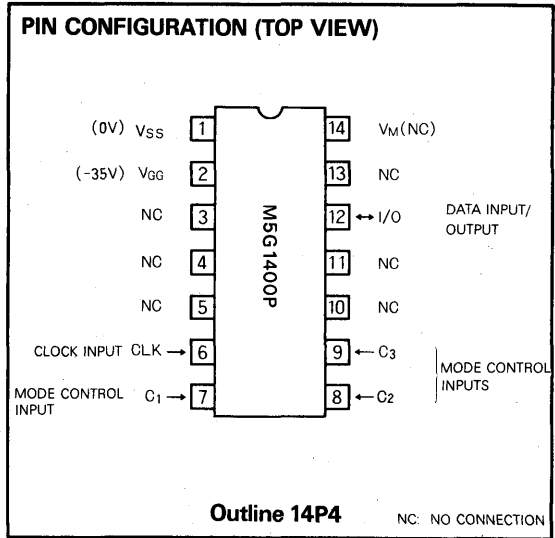 PIN CONFIGURATION (TOP VIEW)
(0V) VSS 1 14 VM(NC)
(-35V) VGG 2 13 NC
NC 3 12 ↔ I/O DATA INPUT/
OUTPUT
NC 4 11 NC
NC 5 10 NC
CLOCK INPUT CLK → 6 9 ← C3
MODE CONTROL
INPUTS
MODE CONTROL
INPUT C1 → 7 8 ← C2
M5G1400P
Outline 14P4 NC: NO CONNECTION